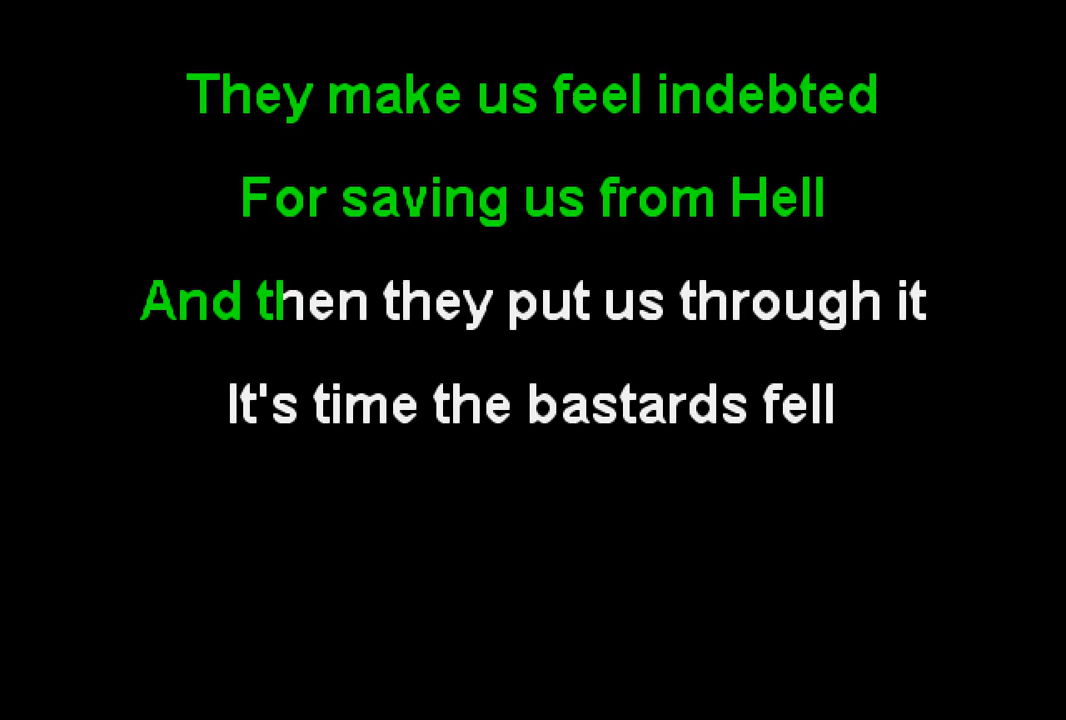 They make us feel indebted
For saving us from Hell
And then they put us through it
It's time the bastards fell